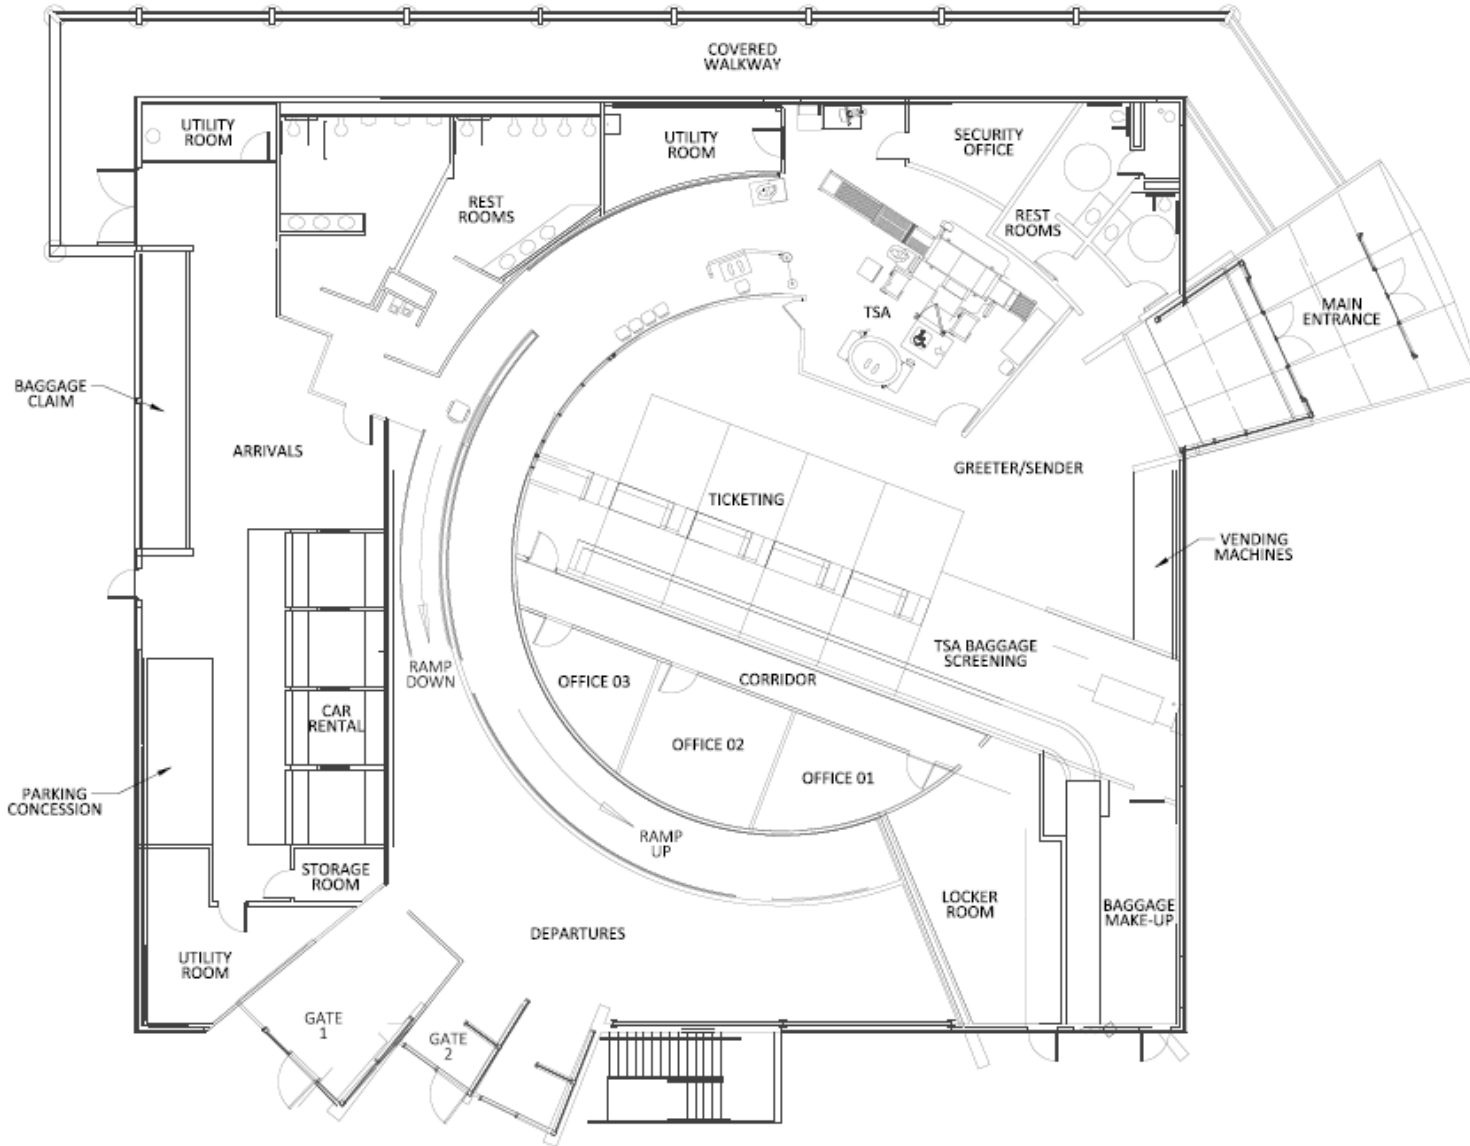 COVERED
WALKWAY
UTILITY
ROOM
UTILITY
ROOM
SECURITY
OFFICE
REST
ROOMS
REST
ROOMS
MAIN
ENTRANCE
TSA
BAGGAGE
CLAIM
ARRIVALS
GREETER/SENDER
TICKETING
VENDING
MACHINES
TSA BAGGAGE
SCREENING
RAMP
DOWN
OFFICE 03
CORRIDOR
CAR
RENTAL
OFFICE 02
OFFICE 01
PARKING
CONCESSION
RAMP
UP
STORAGE
ROOM
LOCKER
ROOM
BAGGAGE
MAKE-UP
DEPARTURES
UTILITY
ROOM
GATE
1
GATE
2